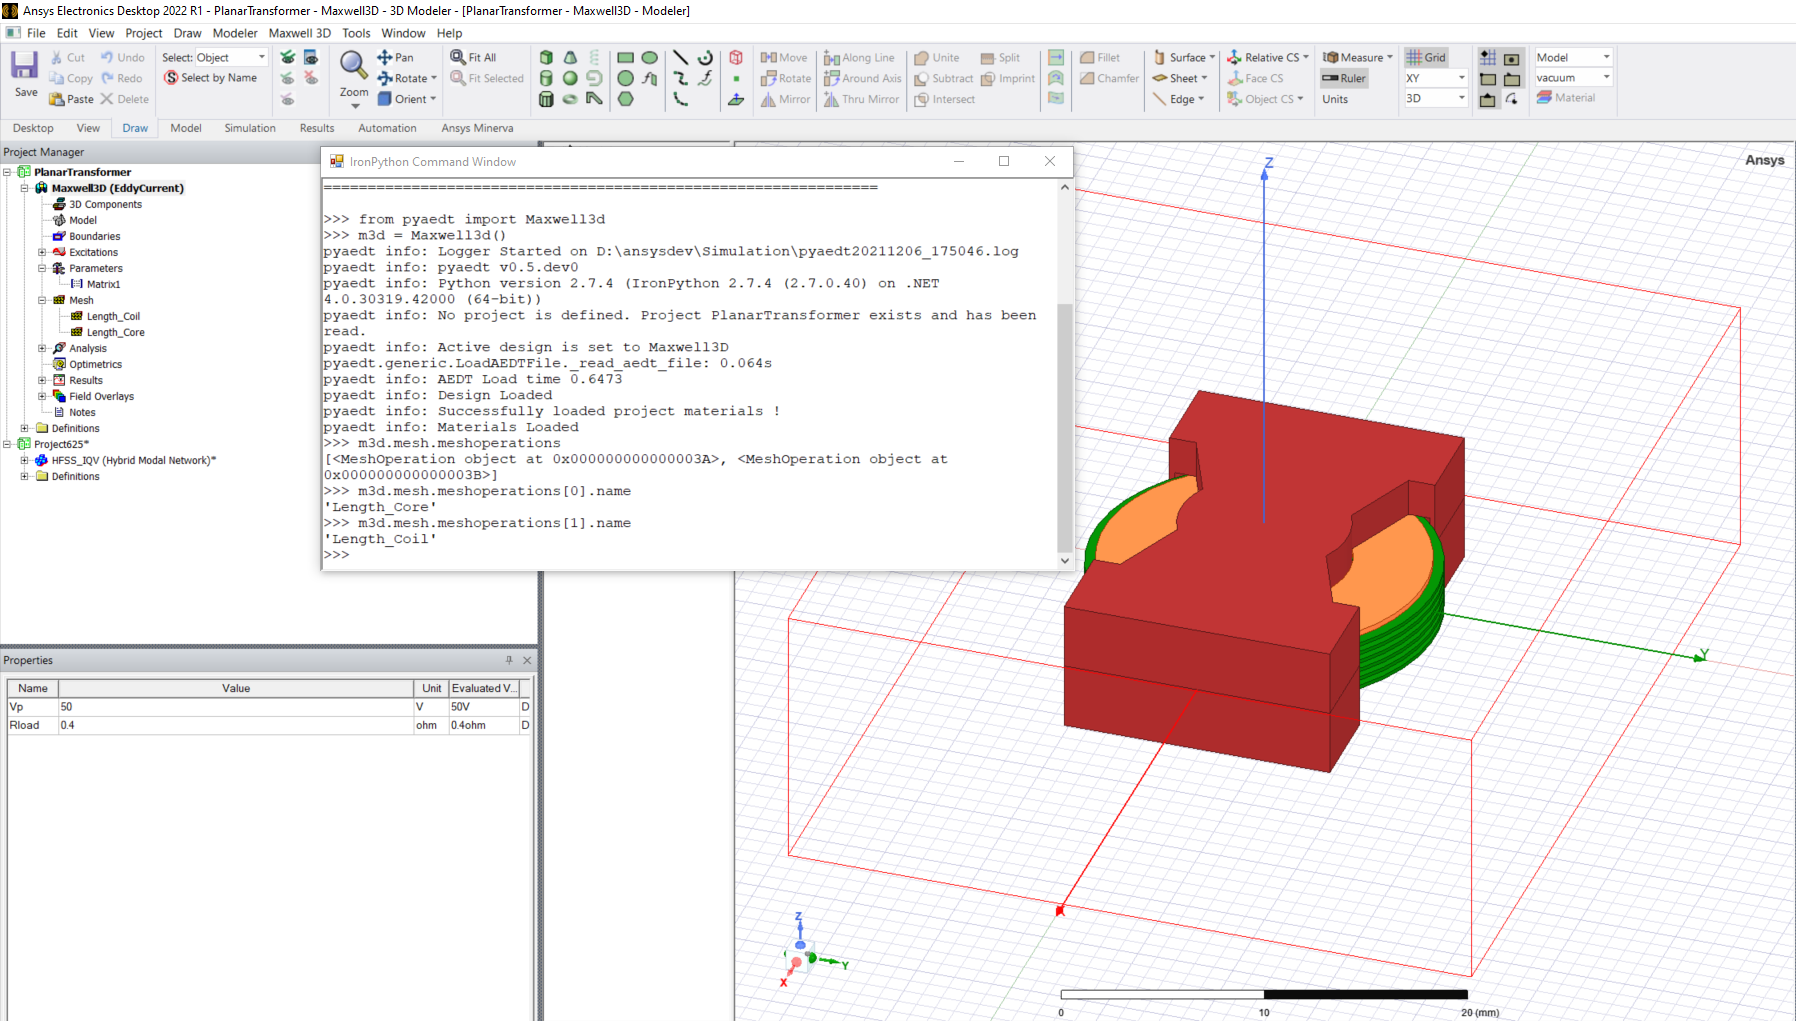 Ansys Electronics Desktop 2022 R1 - PlanarTransformer - Maxwell3D - 3D Modeler - [PlanarTransformer - Maxwell3D - Modeler]
File Edit View Project Draw Modeler Maxwell 3D Tools Window Help
Save
Cut
Copy
Paste
Undo
Redo
Delete
Select: Object
Select by Name
Zoom
Pan
Rotate
Orient
Fit All
Fit Selected
Move
Rotate
Mirror
Along Line
Around Axis
Thru Mirror
Unite
Subtract
Intersect
Split
Imprint
Fillet
Chamfer
Surface
Sheet
Edge
Relative CS
Face CS
Object CS
Measure
Ruler
Units
Grid
XY
3D
Model
vacuum
Material
Desktop View Draw Model Simulation Results Automation Ansys Minerva
Project Manager
PlanarTransformer
Maxwell3D (EddyCurrent)
3D Components
Model
Boundaries
Excitations
Parameters
Matrix1
Mesh
Length_Coil
Length_Core
Analysis
Optimetrics
Results
Field Overlays
Notes
Definitions
Project625*
HFSS_IQV (Hybrid Modal Network)*
Definitions
IronPython Command Window
======================================================================
>>> from pyaedt import Maxwell3d
>>> m3d = Maxwell3d()
pyaedt info: Logger Started on D:\ansysdev\Simulation\pyaedt20211206_175046.log
pyaedt info: pyaedt v0.5.dev0
pyaedt info: Python version 2.7.4 (IronPython 2.7.4 (2.7.0.40) on .NET
4.0.30319.42000 (64-bit))
pyaedt info: No project is defined. Project PlanarTransformer exists and has been
read.
pyaedt info: Active design is set to Maxwell3D
pyaedt.generic.LoadAEDTFile._read_aedt_file: 0.064s
pyaedt info: AEDT Load time 0.6473
pyaedt info: Design Loaded
pyaedt info: Successfully loaded project materials !
pyaedt info: Materials Loaded
>>> m3d.mesh.meshoperations
[<MeshOperation object at 0x000000000000003A>, <MeshOperation object at
0x000000000000003B>]
>>> m3d.mesh.meshoperations[0].name
'Length_Core'
>>> m3d.mesh.meshoperations[1].name
'Length_Coil'
>>>
Properties
Name Value Unit Evaluated V...
Vp 50 V 50V D
Rload 0.4 ohm 0.4ohm D
Ansys
Z
Y
X
Z
Y
X
0 10 20 (mm)